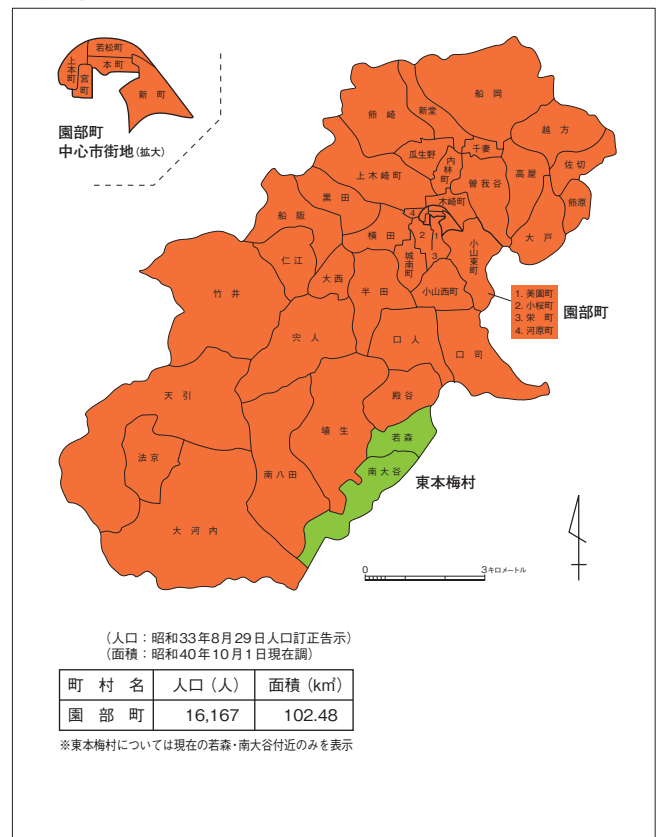 若松町
上本町
本町
宮町
新町
園部町
中心市街地(拡大)
船岡
熊崎
新堂
越方
千妻
瓜生野
内林町
佐切
高屋
曽我谷
上木崎町
熊原
黒田
木崎町
船阪
4
大戸
横田
2
1
小山東町
仁江
城南町
3
大西
竹井
半田
小山西町
1. 美園町
2. 小桜町
3. 栄町
4. 河原町
園部町
宍人
口人
口司
天引
殿谷
埴生
若森
法京
南八田
南大谷
東本梅村
大河内
0 3キロメートル
(人口:昭和33年8月29日人口訂正告示)
(面積:昭和40年10月1日現在調)
町村名 人口(人) 面積(㎢)
園部町 16,167 102.48
※東本梅村については現在の若森・南大谷付近のみを表示